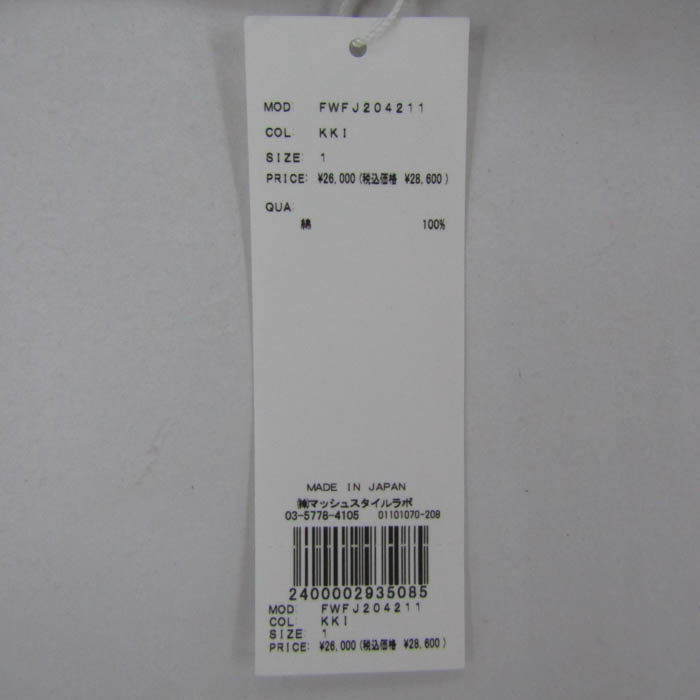 MOD: FWFJ204211
COL: KKI
SIZE: 1
PRICE: ¥26,000(税込価格 ¥28,600)
QUA:
綿 100%
MADE IN JAPAN
㈱マッシュスタイルラボ
03-5778-4105 01101070-208
2400002935085
MOD: FWFJ204211
COL: KKI
SIZE: 1
PRICE: ¥26,000(税込価格 ¥28,600)